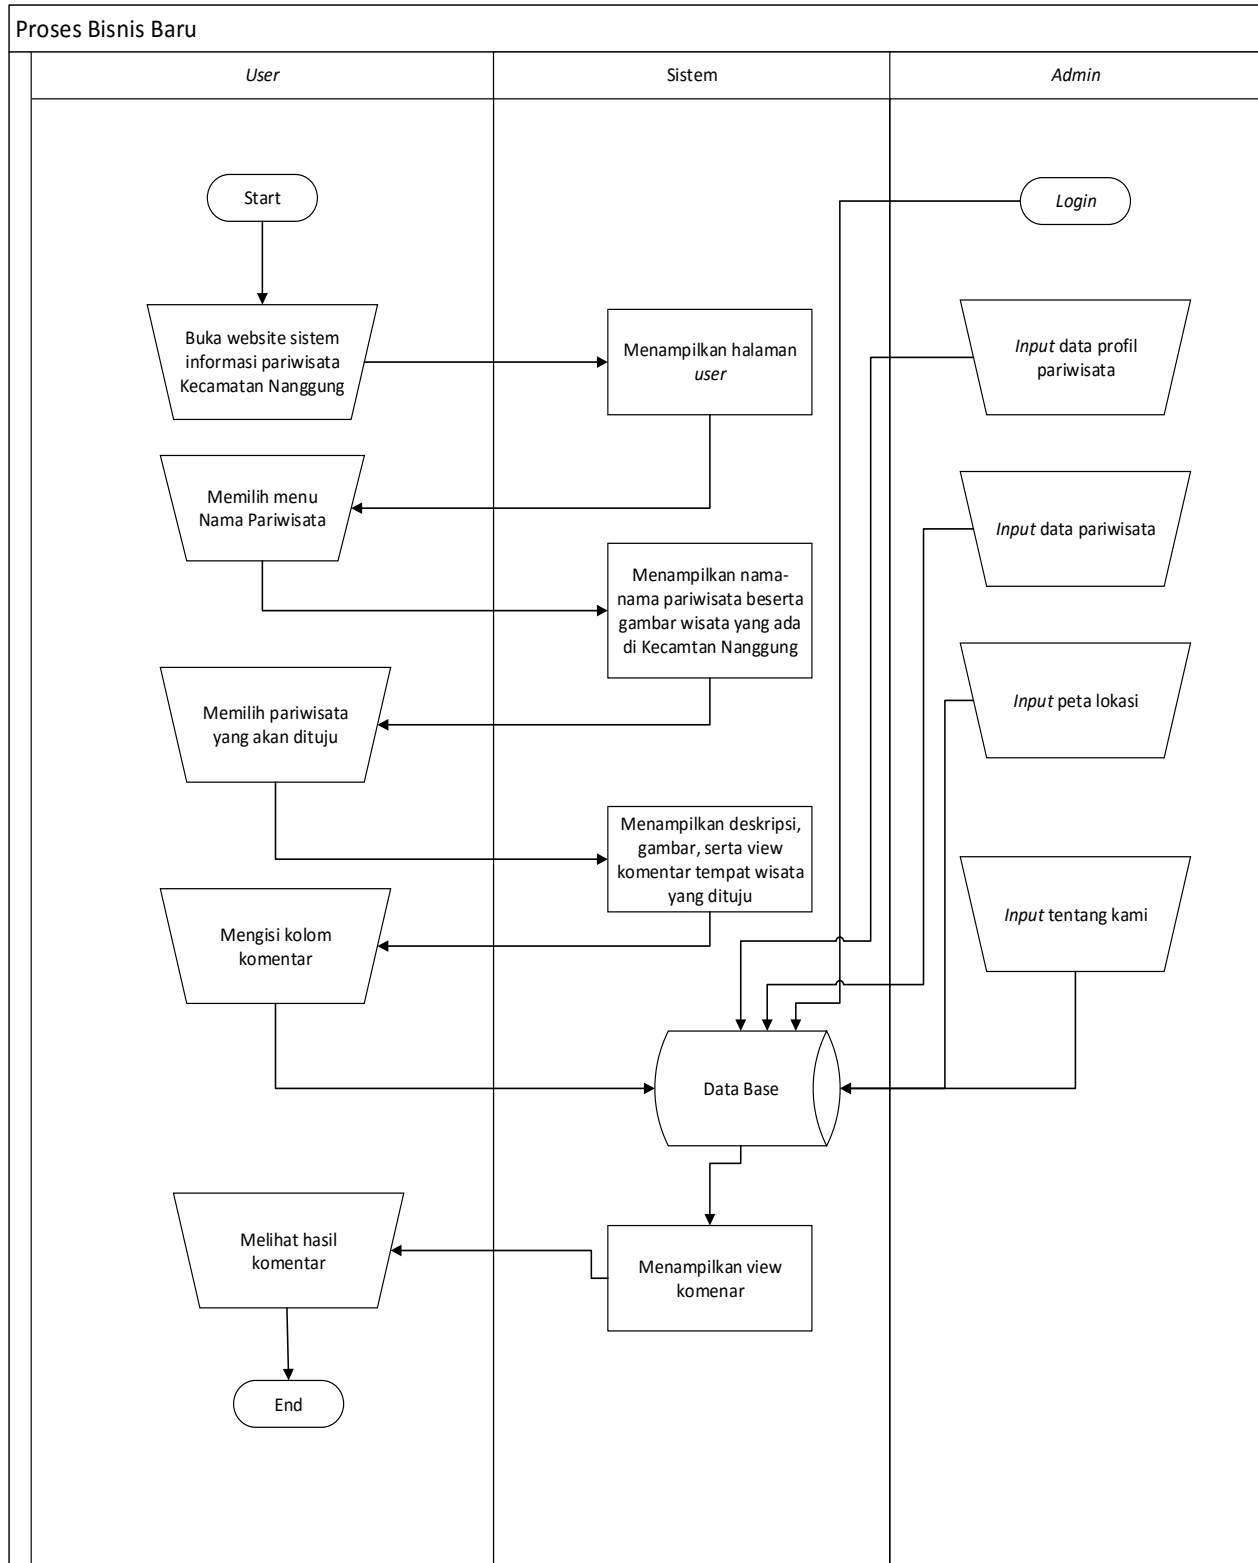 Proses Bisnis Baru
User
Sistem
Admin
Start
Login
Buka website sistem
informasi pariwisata
Kecamatan Nanggung
Menampilkan halaman
user
Input data profil
pariwisata
Memilih menu
Nama Pariwisata
Input data pariwisata
Menampilkan nama-
nama pariwisata beserta
gambar wisata yang ada
di Kecamtan Nanggung
Memilih pariwisata
yang akan dituju
Input peta lokasi
Menampilkan deskripsi,
gambar, serta view
komentar tempat wisata
yang dituju
Mengisi kolom
komentar
Input tentang kami
Data Base
Melihat hasil
komentar
Menampilkan view
komenar
End